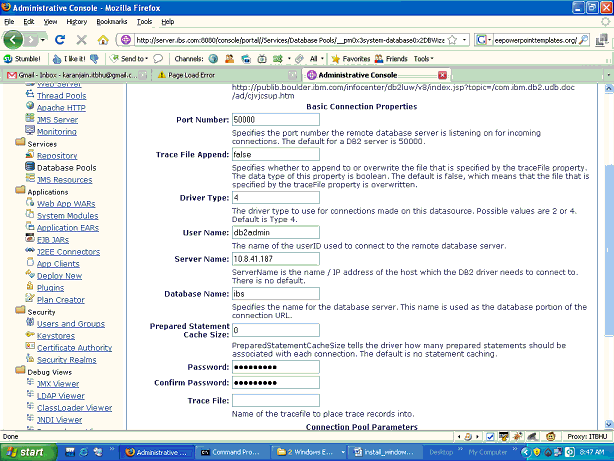 Administrative Console - Mozilla Firefox
File Edit View History Bookmarks Tools Help
http://server.ibs.com:8080/console/portal//Services/Database Pools/__pm0x3system-database0x2DBWiza
eepowerpointtemplates.org/
Stumble! I like it! Send to Channels: All Favorites Friends Tools
Gmail - Inbox - karanjain.itbhu@gmail.c...
Page Load Error
Administrative Console
Web Server
Thread Pools
Apache HTTP
JMS Server
Monitoring
Services
Repository
Database Pools
JMS Resources
Applications
Web App WARs
System Modules
Application EARs
EJB JARs
J2EE Connectors
App Clients
Deploy New
Plugins
Plan Creator
Security
Users and Groups
Keystores
Certificate Authority
Security Realms
Debug Views
JMX Viewer
LDAP Viewer
ClassLoader Viewer
JNDI Viewer
http://publib.boulder.ibm.com/infocenter/db2luw/v8/index.jsp?topic=/com.ibm.db2.udb.doc
/ad/cjvjcsup.htm
Basic Connection Properties
Port Number: 50000
Specifies the port number the remote database server is listening on for incoming
connections. The default for a DB2 server is 50000.
Trace File Append: false
Specifies whether to append to or overwrite the file that is specified by the traceFile property.
The data type of this property is boolean. The default is false, which means that the file that is
specified by the traceFile property is overwritten.
Driver Type: 4
The driver type to use for connections made on this datasource. Possible values are 2 or 4.
Default is Type 4.
User Name: db2admin
The name of the userID used to connect to the remote database server.
Server Name: 10.8.41.187
ServerName is the name / IP address of the host which the DB2 driver needs to connect to.
There is no default.
Database Name: ibs
Specifies the name for the database server. This name is used as the database portion of the
connection URL.
Prepared Statement
Cache Size: 0
PreparedStatementCacheSize tells the driver how many prepared statements should be
associated with each connection. The default is no statement caching.
Password: ●●●●●●●●●
Confirm Password: ●●●●●●●●●
Trace File:
Name of the tracefile to place trace records into.
Connection Pool Parameters
Done
Proxy: ITBHU
start
Administrative ...
Command Pro...
2 Windows E...
install_window...
Desktop
My Computer
8:47 AM